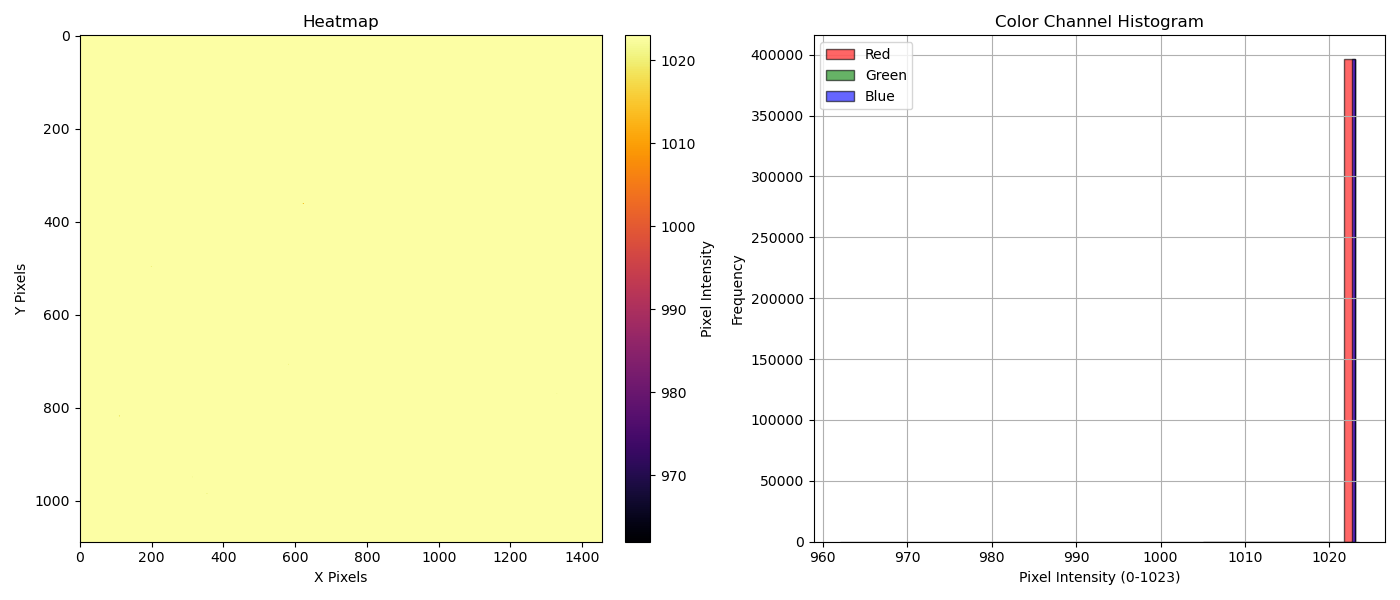 Heatmap
0
200
400
600
800
1000
Y Pixels
0 200 400 600 800 1000 1200 1400
X Pixels
1020
1010
1000
990
980
970
Pixel Intensity
Color Channel Histogram
Red
Green
Blue
400000
350000
300000
250000
200000
150000
100000
50000
0
Frequency
960 970 980 990 1000 1010 1020
Pixel Intensity (0-1023)